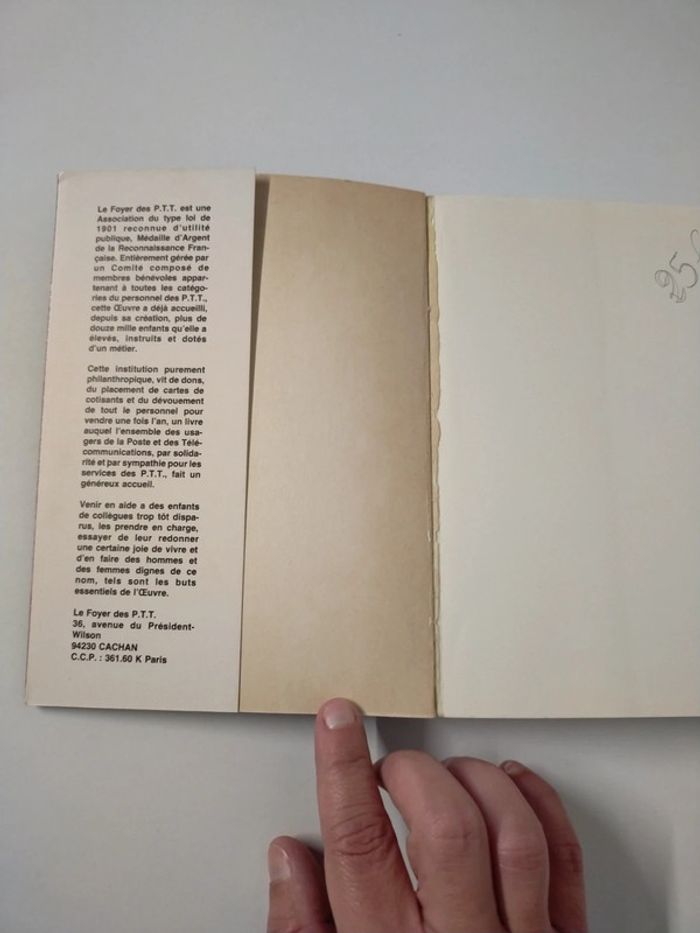 Le Foyer des P.T.T. est une
Association du type loi de
1901 reconnue d'utilité
publique, Médaille d'Argent
de la Reconnaissance Fran-
çaise. Entièrement gérée par
un Comité composé de
membres bénévoles appar-
tenant à toutes les catégo-
ries du personnel des P.T.T.,
cette Œuvre a déjà accueilli,
depuis sa création, plus de
douze mille enfants qu'elle a
élevés, instruits et dotés
d'un métier.
Cette institution purement
philanthropique, vit de dons,
du placement de cartes de
cotisants et du dévouement
de tout le personnel pour
vendre une fois l'an, un livre
auquel l'ensemble des usa-
gers de la Poste et des Télé-
communications, par solida-
rité et par sympathie pour les
services des P.T.T., fait un
généreux accueil.
Venir en aide a des enfants
de collègues trop tôt dispa-
rus, les prendre en charge,
essayer de leur redonner
une certaine joie de vivre et
d'en faire des hommes et
des femmes dignes de ce
nom, tels sont les buts
essentiels de l'Œuvre.
Le Foyer des P.T.T.
36, avenue du Président-
Wilson
94230 CACHAN
C.C.P. : 361.60 K Paris
25